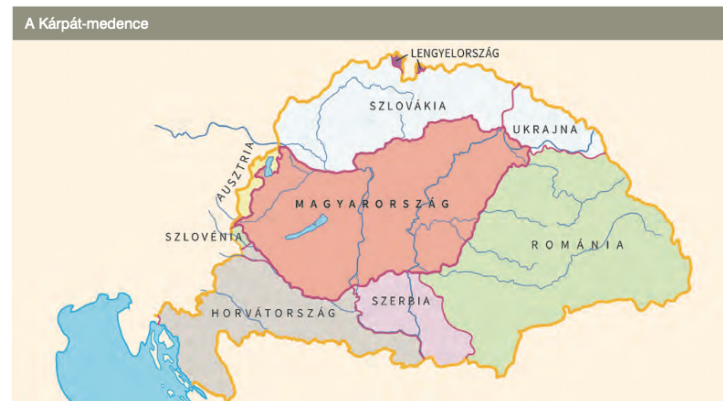 A Kárpát-medence
LENGYELORSZÁG
SZLOVÁKIA
UKRAJNA
AUSZTRIA
MAGYARORSZÁG
SZLOVÉNIA
ROMÁNIA
SZERBIA
HORVÁTORSZÁG